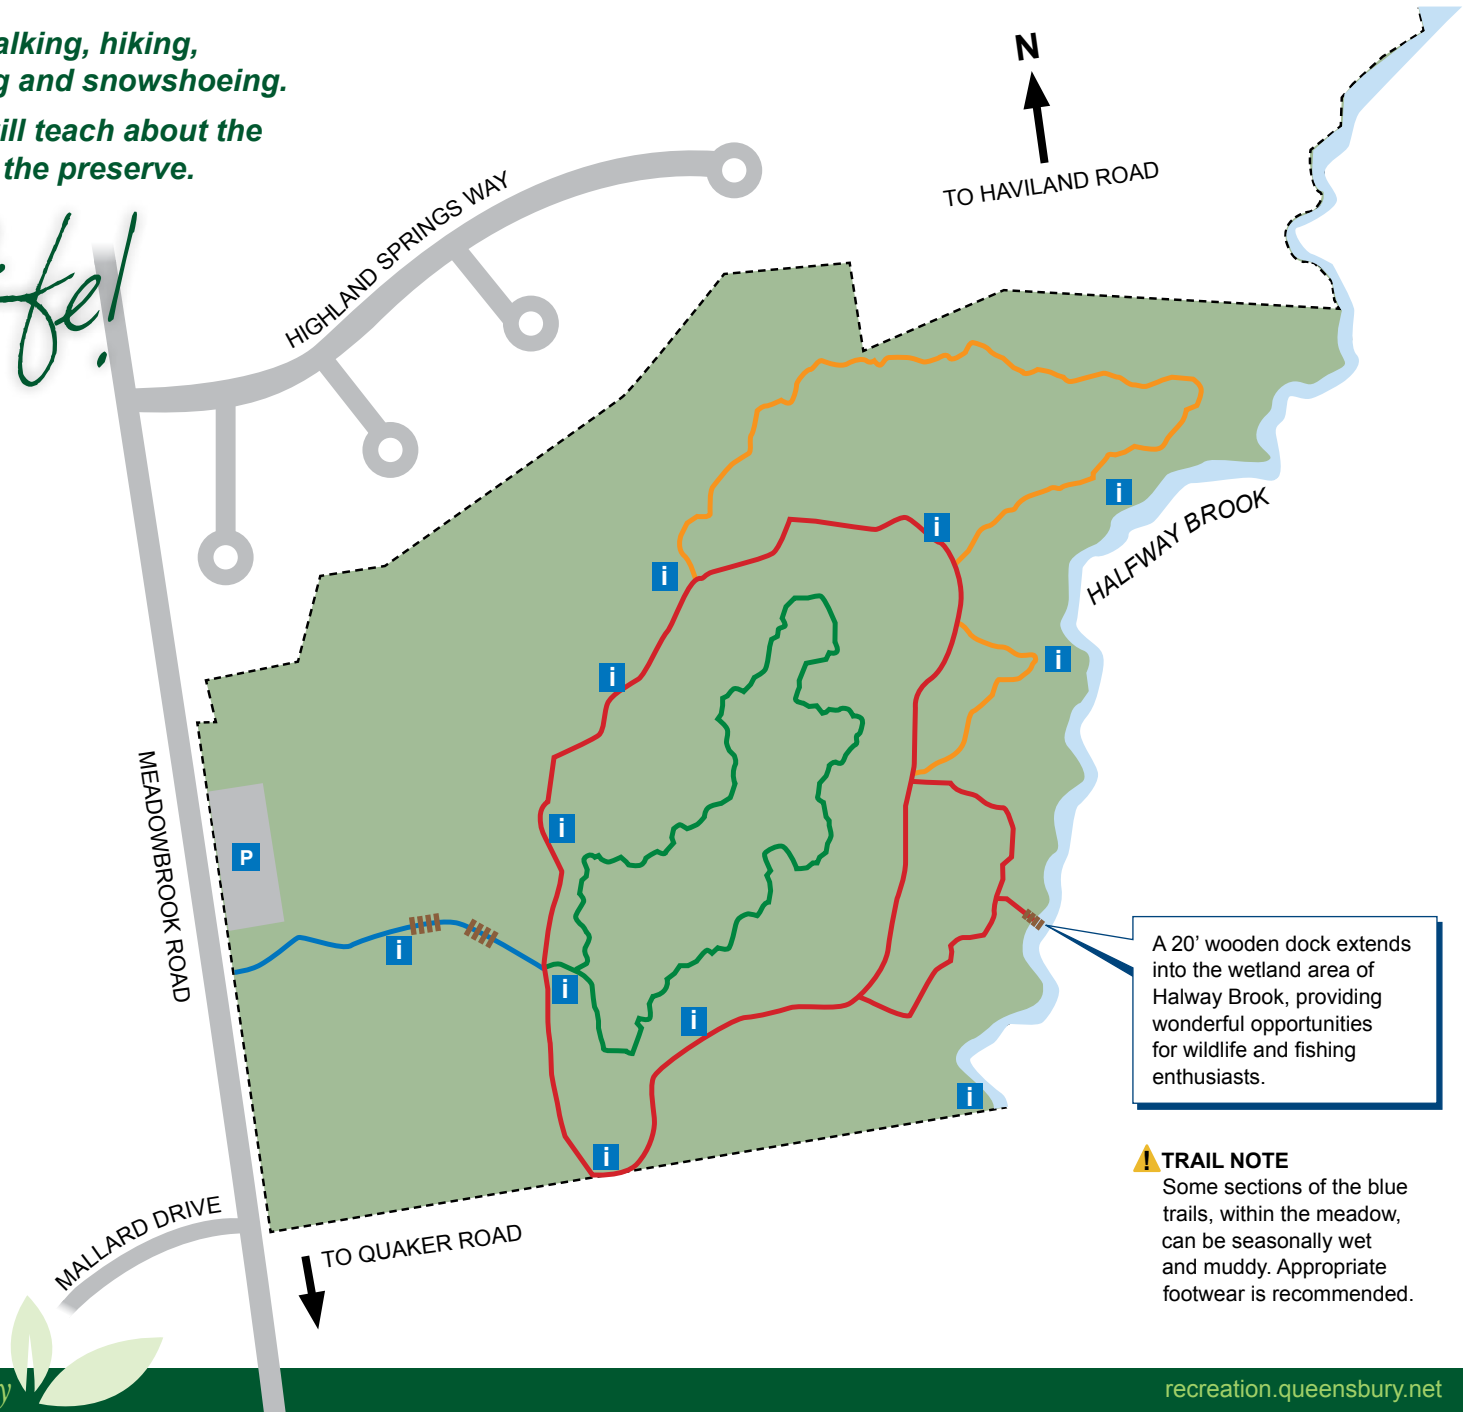 alking, hiking,
g and snowshoeing.
ill teach about the
the preserve.
fe!
N
TO HAVILAND ROAD
HIGHLAND SPRINGS WAY
HALFWAY BROOK
MEADOWBROOK ROAD
i
i
i
i
i
i
P
i
i
i
i
i
A 20’ wooden dock extends
into the wetland area of
Halway Brook, providing
wonderful opportunities
for wildlife and fishing
enthusiasts.
! TRAIL NOTE
Some sections of the blue
trails, within the meadow,
can be seasonally wet
and muddy. Appropriate
footwear is recommended.
MALLARD DRIVE
TO QUAKER ROAD
y
recreation.queensbury.net